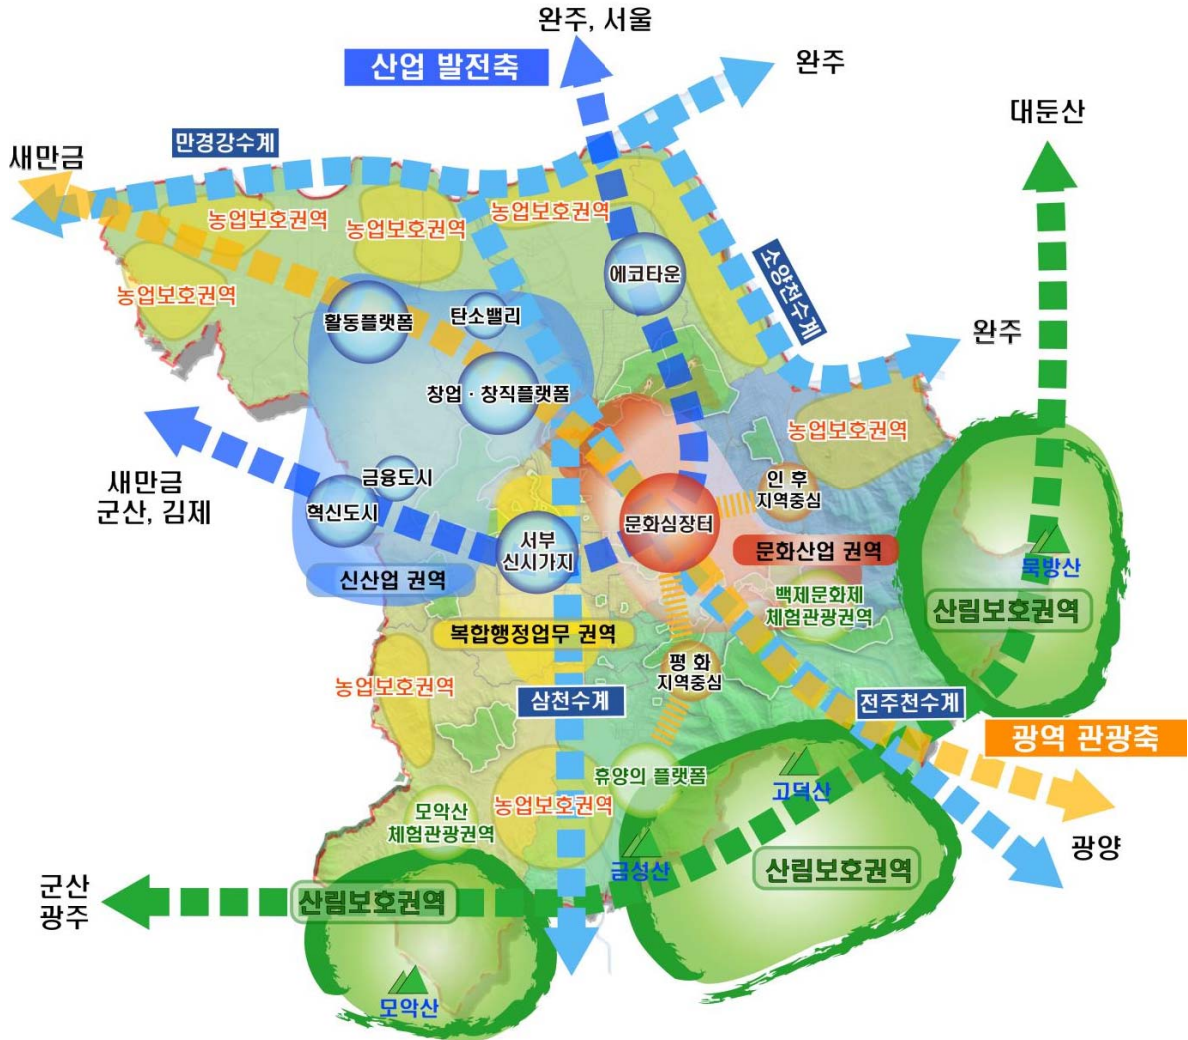 완주, 서울
산업 발전축
완주
대둔산
만경강수계
새만금
농업보호권역
농업보호권역
농업보호권역
농업보호권역
에코타운
소양천수계
활동플랫폼
탄소밸리
완주
창업 · 창직플랫폼
농업보호권역
새만금
군산, 김제
금융도시
혁신도시
인 후
지역중심
문화심장터
서부
신시가지
문화산업 권역
묵방산
신산업 권역
백제문화제
체험관광권역
산림보호권역
복합행정업무 권역
평 화
지역중심
농업보호권역
삼천수계
전주천수계
광역 관광축
휴양의 플랫폼
고덕산
농업보호권역
모악산
체험관광권역
광양
금성산
산림보호권역
군산
광주
산림보호권역
모악산